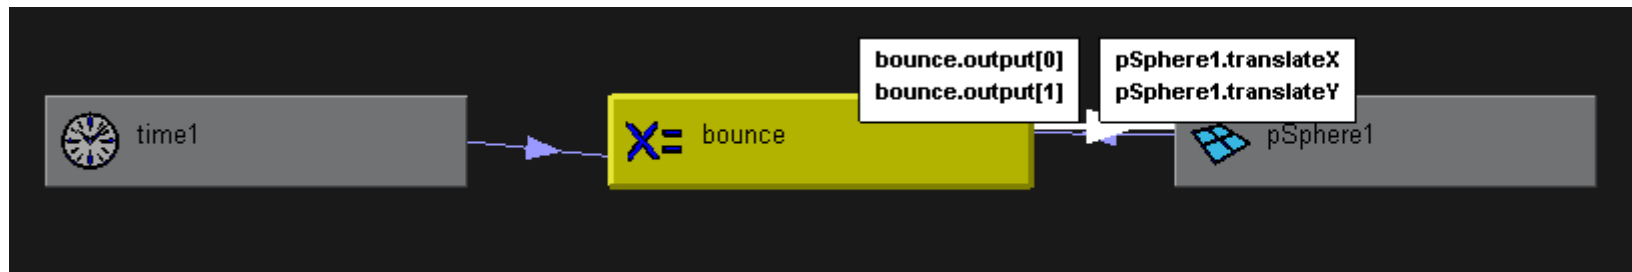 bounce.output[0] pSphere1.translateX
bounce.output[1] pSphere1.translateY
time1 X= bounce pSphere1